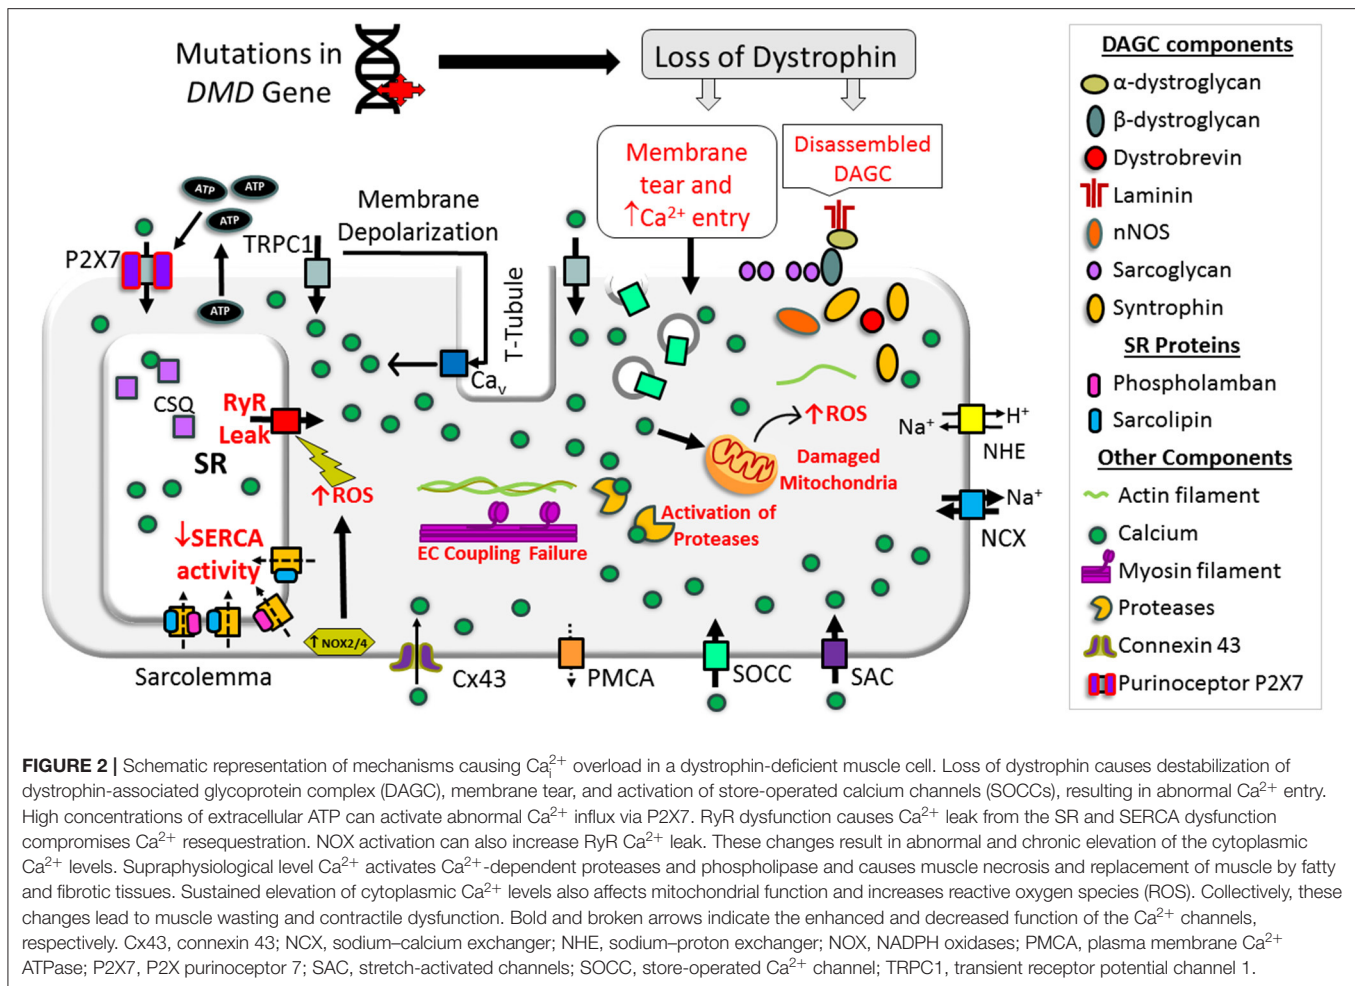 Mutations in
DMD Gene
Loss of Dystrophin
Membrane
tear and
↑Ca²⁺ entry
Disassembled
DAGC
ATP
ATP
ATP
ATP
P2X7
TRPC1
Membrane
Depolarization
T-Tubule
Caᵥ
CSQ
RyR
Leak
SR
↑ROS
↓SERCA
activity
↑NOX2/4
Sarcolemma
EC Coupling Failure
Activation of
Proteases
↑ROS
Damaged
Mitochondria
Na⁺
H⁺
NHE
Na⁺
NCX
Cx43
PMCA
SOCC
SAC
DAGC components
α-dystroglycan
β-dystroglycan
Dystrobrevin
Laminin
nNOS
Sarcoglycan
Syntrophin
SR Proteins
Phospholamban
Sarcolipin
Other Components
Actin filament
Calcium
Myosin filament
Proteases
Connexin 43
Purinoceptor P2X7
FIGURE 2 | Schematic representation of mechanisms causing Caᵢ²⁺ overload in a dystrophin-deficient muscle cell. Loss of dystrophin causes destabilization of
dystrophin-associated glycoprotein complex (DAGC), membrane tear, and activation of store-operated calcium channels (SOCCs), resulting in abnormal Ca²⁺ entry.
High concentrations of extracellular ATP can activate abnormal Ca²⁺ influx via P2X7. RyR dysfunction causes Ca²⁺ leak from the SR and SERCA dysfunction
compromises Ca²⁺ resequestration. NOX activation can also increase RyR Ca²⁺ leak. These changes result in abnormal and chronic elevation of the cytoplasmic
Ca²⁺ levels. Supraphysiological level Ca²⁺ activates Ca²⁺-dependent proteases and phospholipase and causes muscle necrosis and replacement of muscle by fatty
and fibrotic tissues. Sustained elevation of cytoplasmic Ca²⁺ levels also affects mitochondrial function and increases reactive oxygen species (ROS). Collectively, these
changes lead to muscle wasting and contractile dysfunction. Bold and broken arrows indicate the enhanced and decreased function of the Ca²⁺ channels,
respectively. Cx43, connexin 43; NCX, sodium–calcium exchanger; NHE, sodium–proton exchanger; NOX, NADPH oxidases; PMCA, plasma membrane Ca²⁺
ATPase; P2X7, P2X purinoceptor 7; SAC, stretch-activated channels; SOCC, store-operated Ca²⁺ channel; TRPC1, transient receptor potential channel 1.